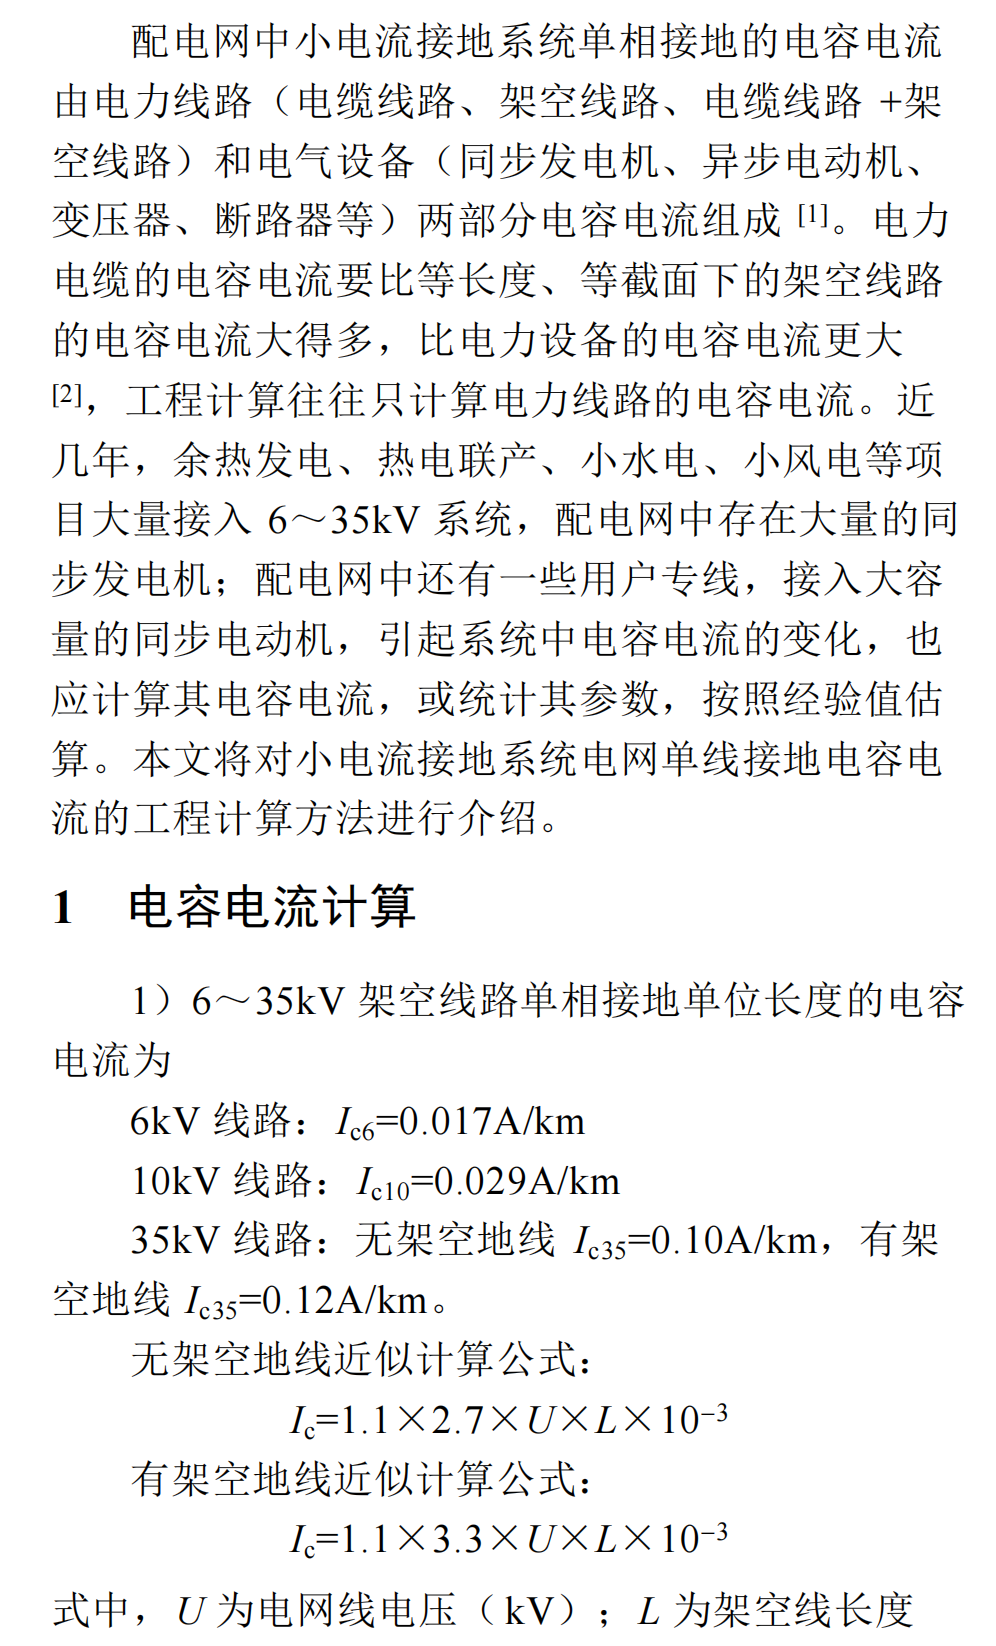 配电网中小电流接地系统单相接地的电容电流
由电力线路（电缆线路、架空线路、电缆线路 +架
空线路）和电气设备（同步发电机、异步电动机、
变压器、断路器等）两部分电容电流组成 [1]。电力
电缆的电容电流要比等长度、等截面下的架空线路
的电容电流大得多，比电力设备的电容电流更大
[2]，工程计算往往只计算电力线路的电容电流。近
几年，余热发电、热电联产、小水电、小风电等项
目大量接入 6～35kV 系统，配电网中存在大量的同
步发电机；配电网中还有一些用户专线，接入大容
量的同步电动机，引起系统中电容电流的变化，也
应计算其电容电流，或统计其参数，按照经验值估
算。本文将对小电流接地系统电网单线接地电容电
流的工程计算方法进行介绍。
1 电容电流计算
1）6～35kV 架空线路单相接地单位长度的电容
电流为
6kV 线路：Ic6=0.017A/km
10kV 线路：Ic10=0.029A/km
35kV 线路：无架空地线 Ic35=0.10A/km，有架
空地线 Ic35=0.12A/km。
无架空地线近似计算公式：
Ic=1.1×2.7×U×L×10⁻³
有架空地线近似计算公式：
Ic=1.1×3.3×U×L×10⁻³
式中，U 为电网线电压（kV）；L 为架空线长度